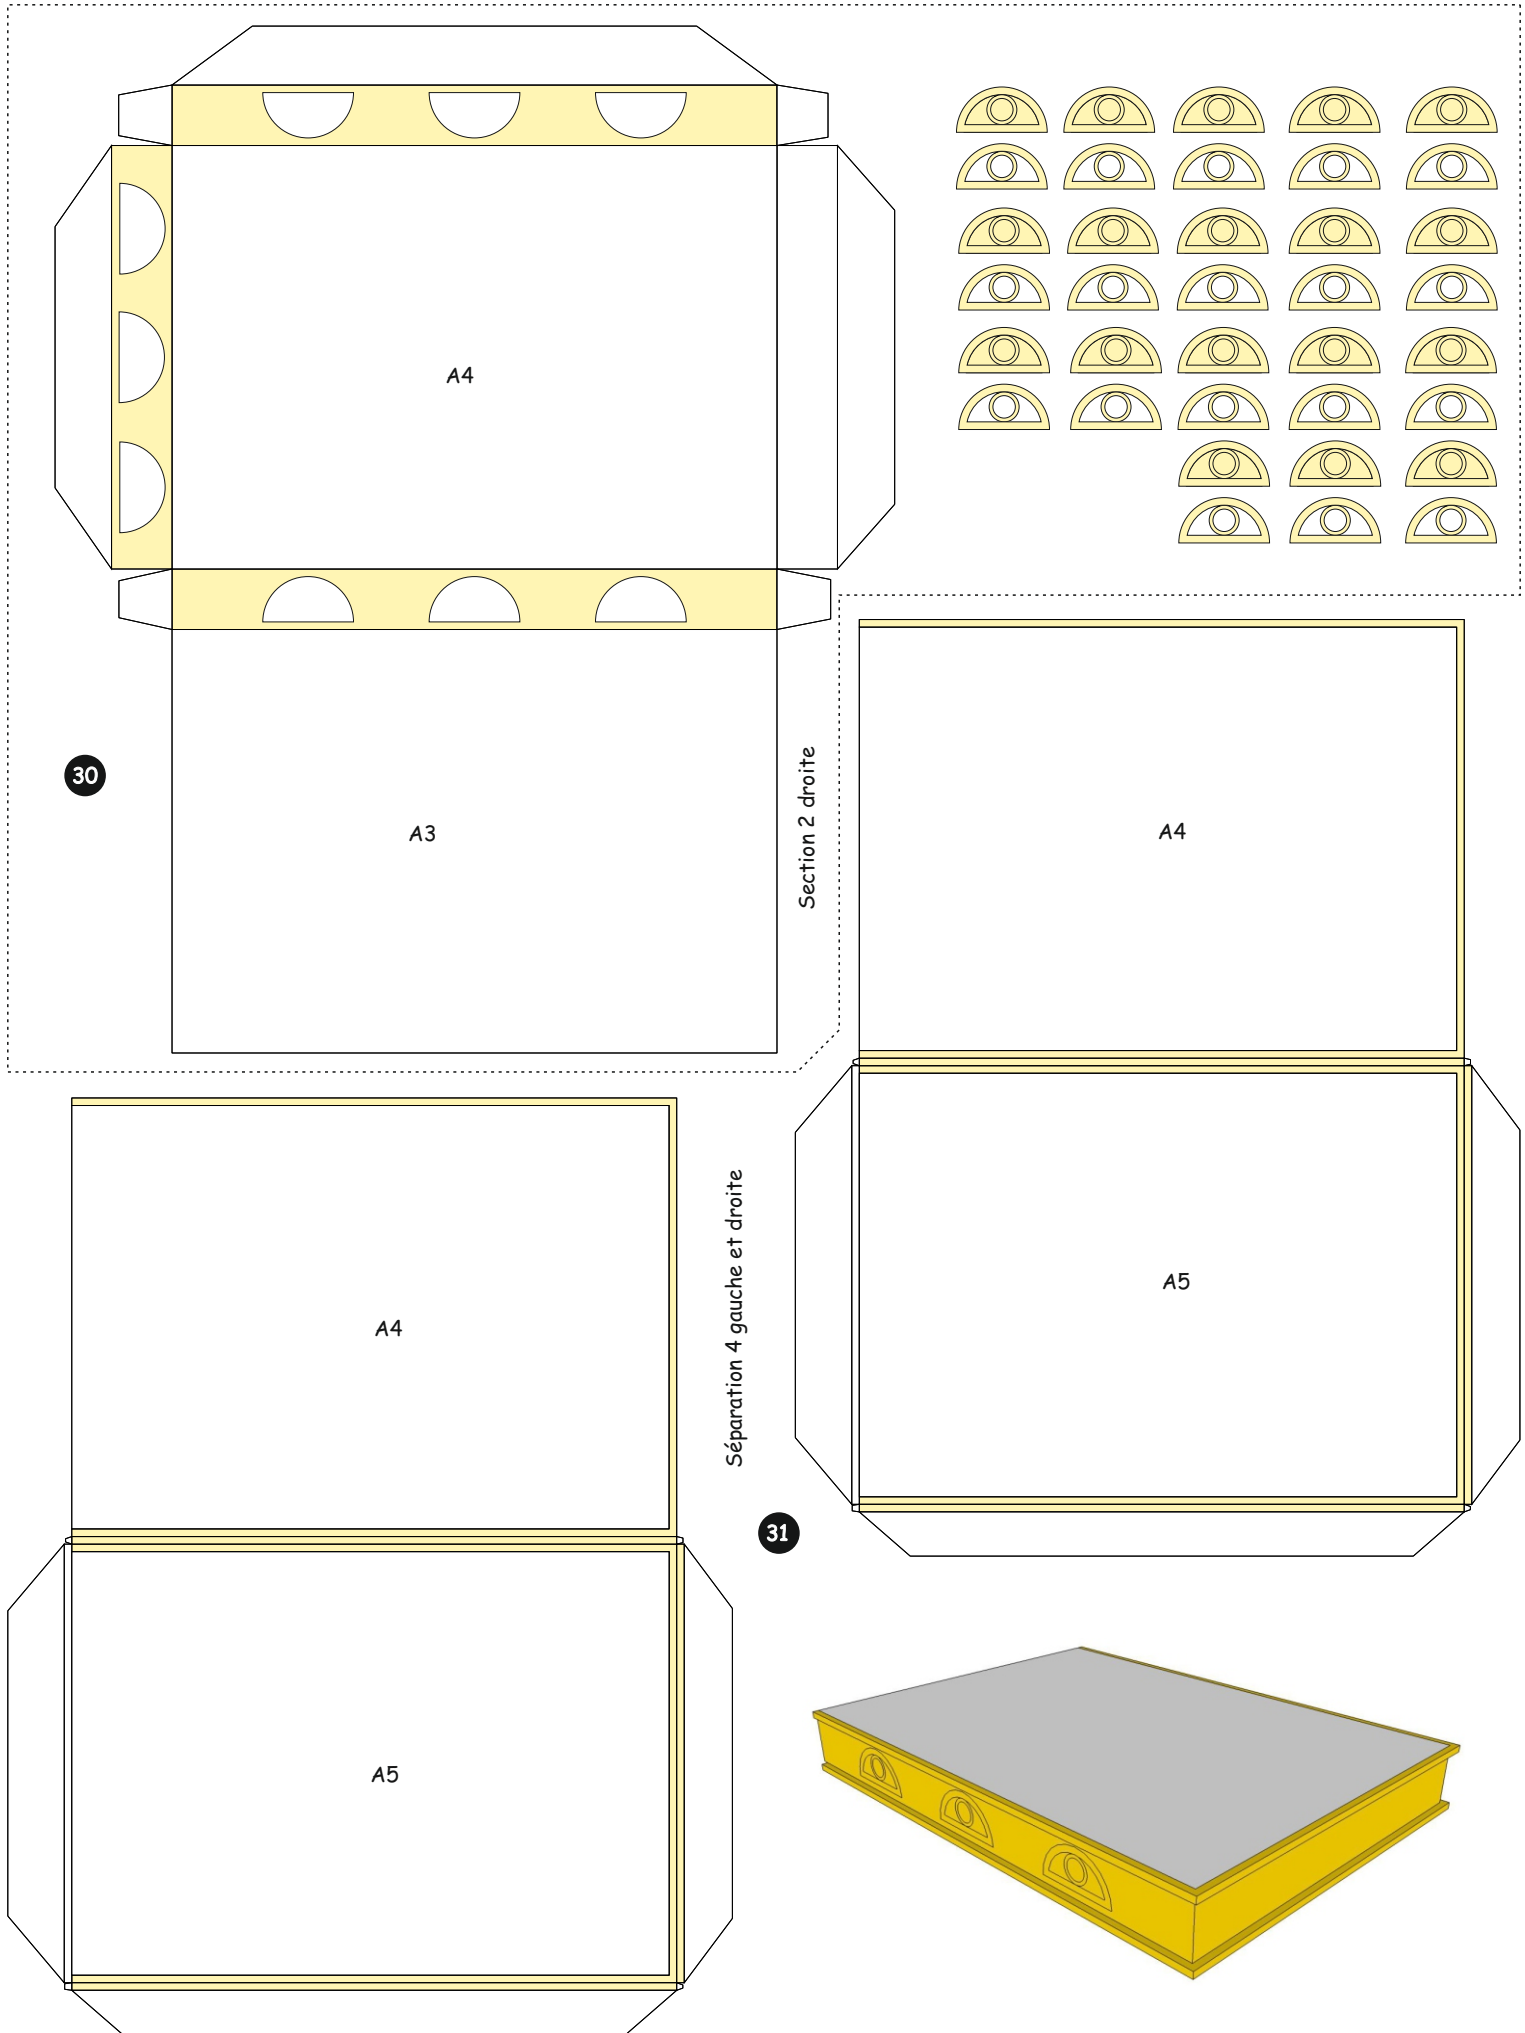 A4
30
A3
Section 2 droite
A4
A5
A4
Séparation 4 gauche et droite
31
A5